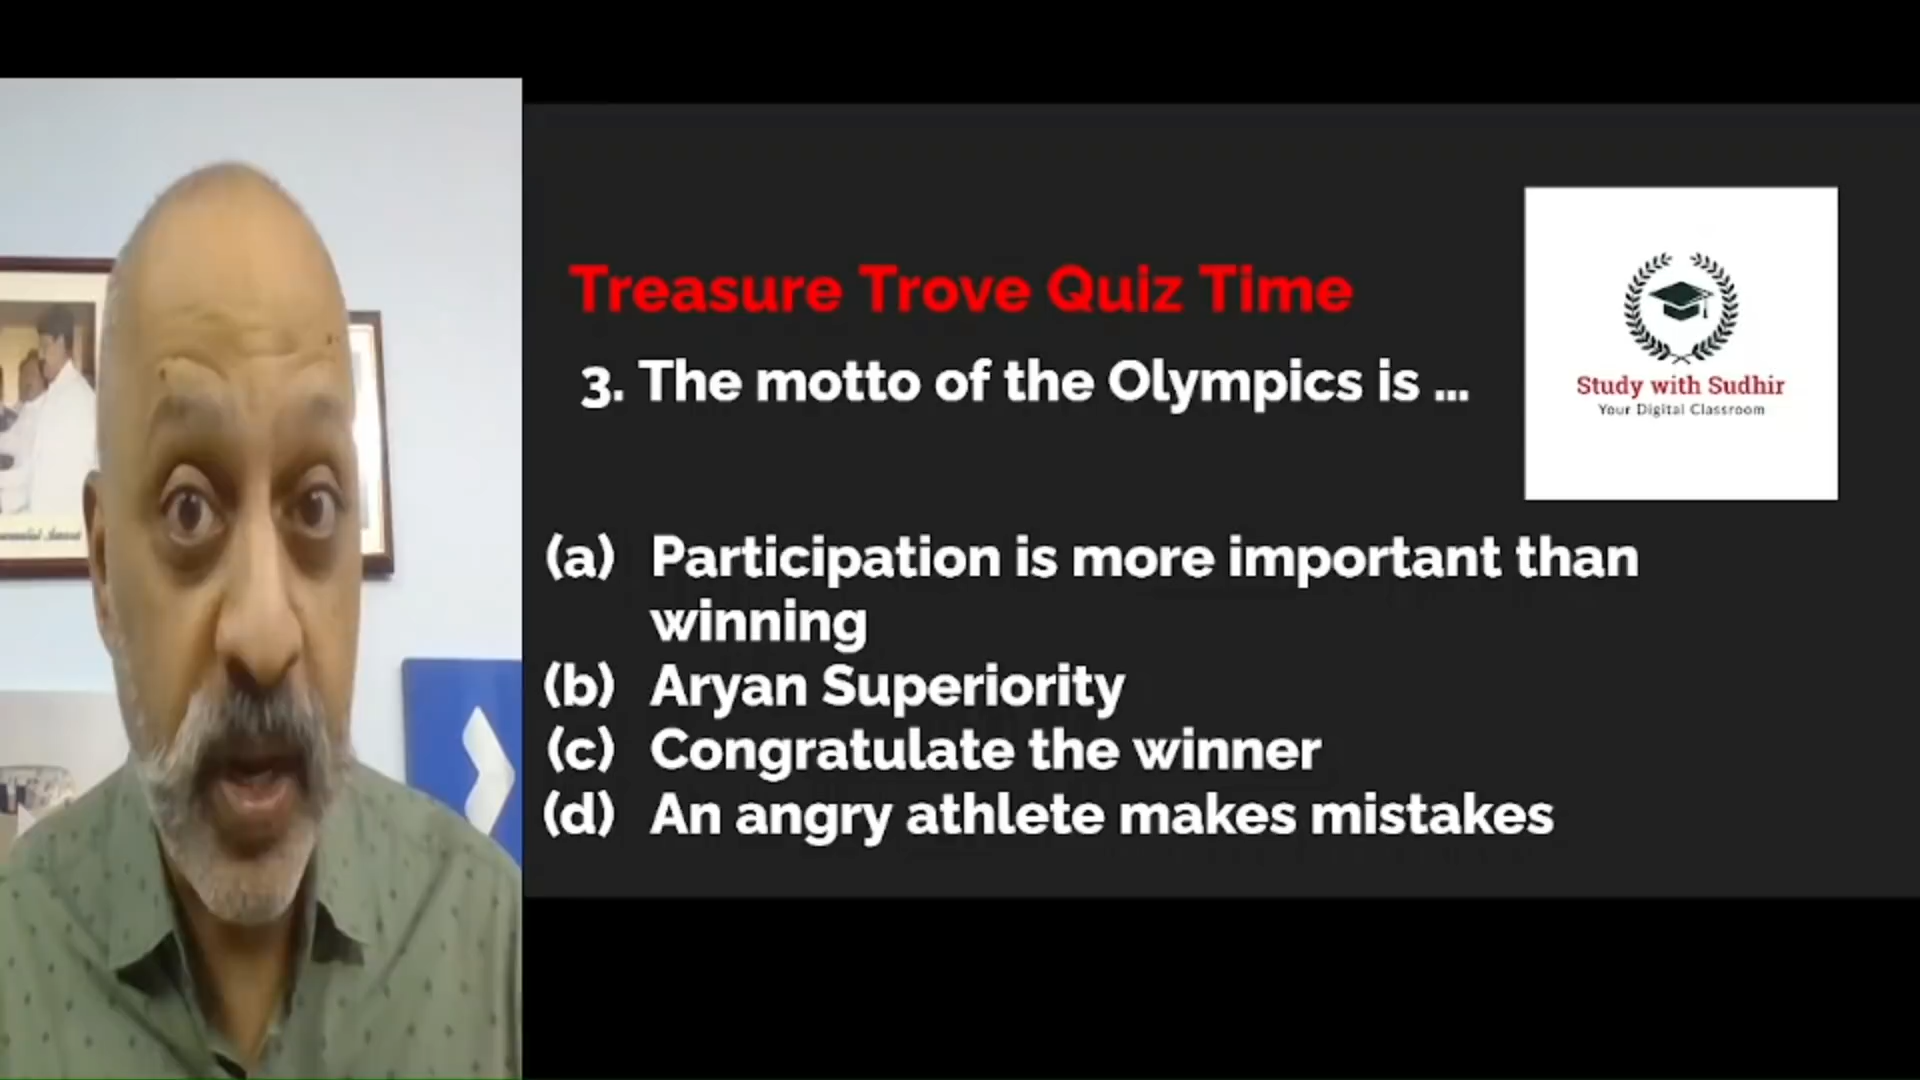 Treasure Trove Quiz Time
3. The motto of the Olympics is ...
Study with Sudhir
Your Digital Classroom
(a) Participation is more important than
winning
(b) Aryan Superiority
(c) Congratulate the winner
(d) An angry athlete makes mistakes